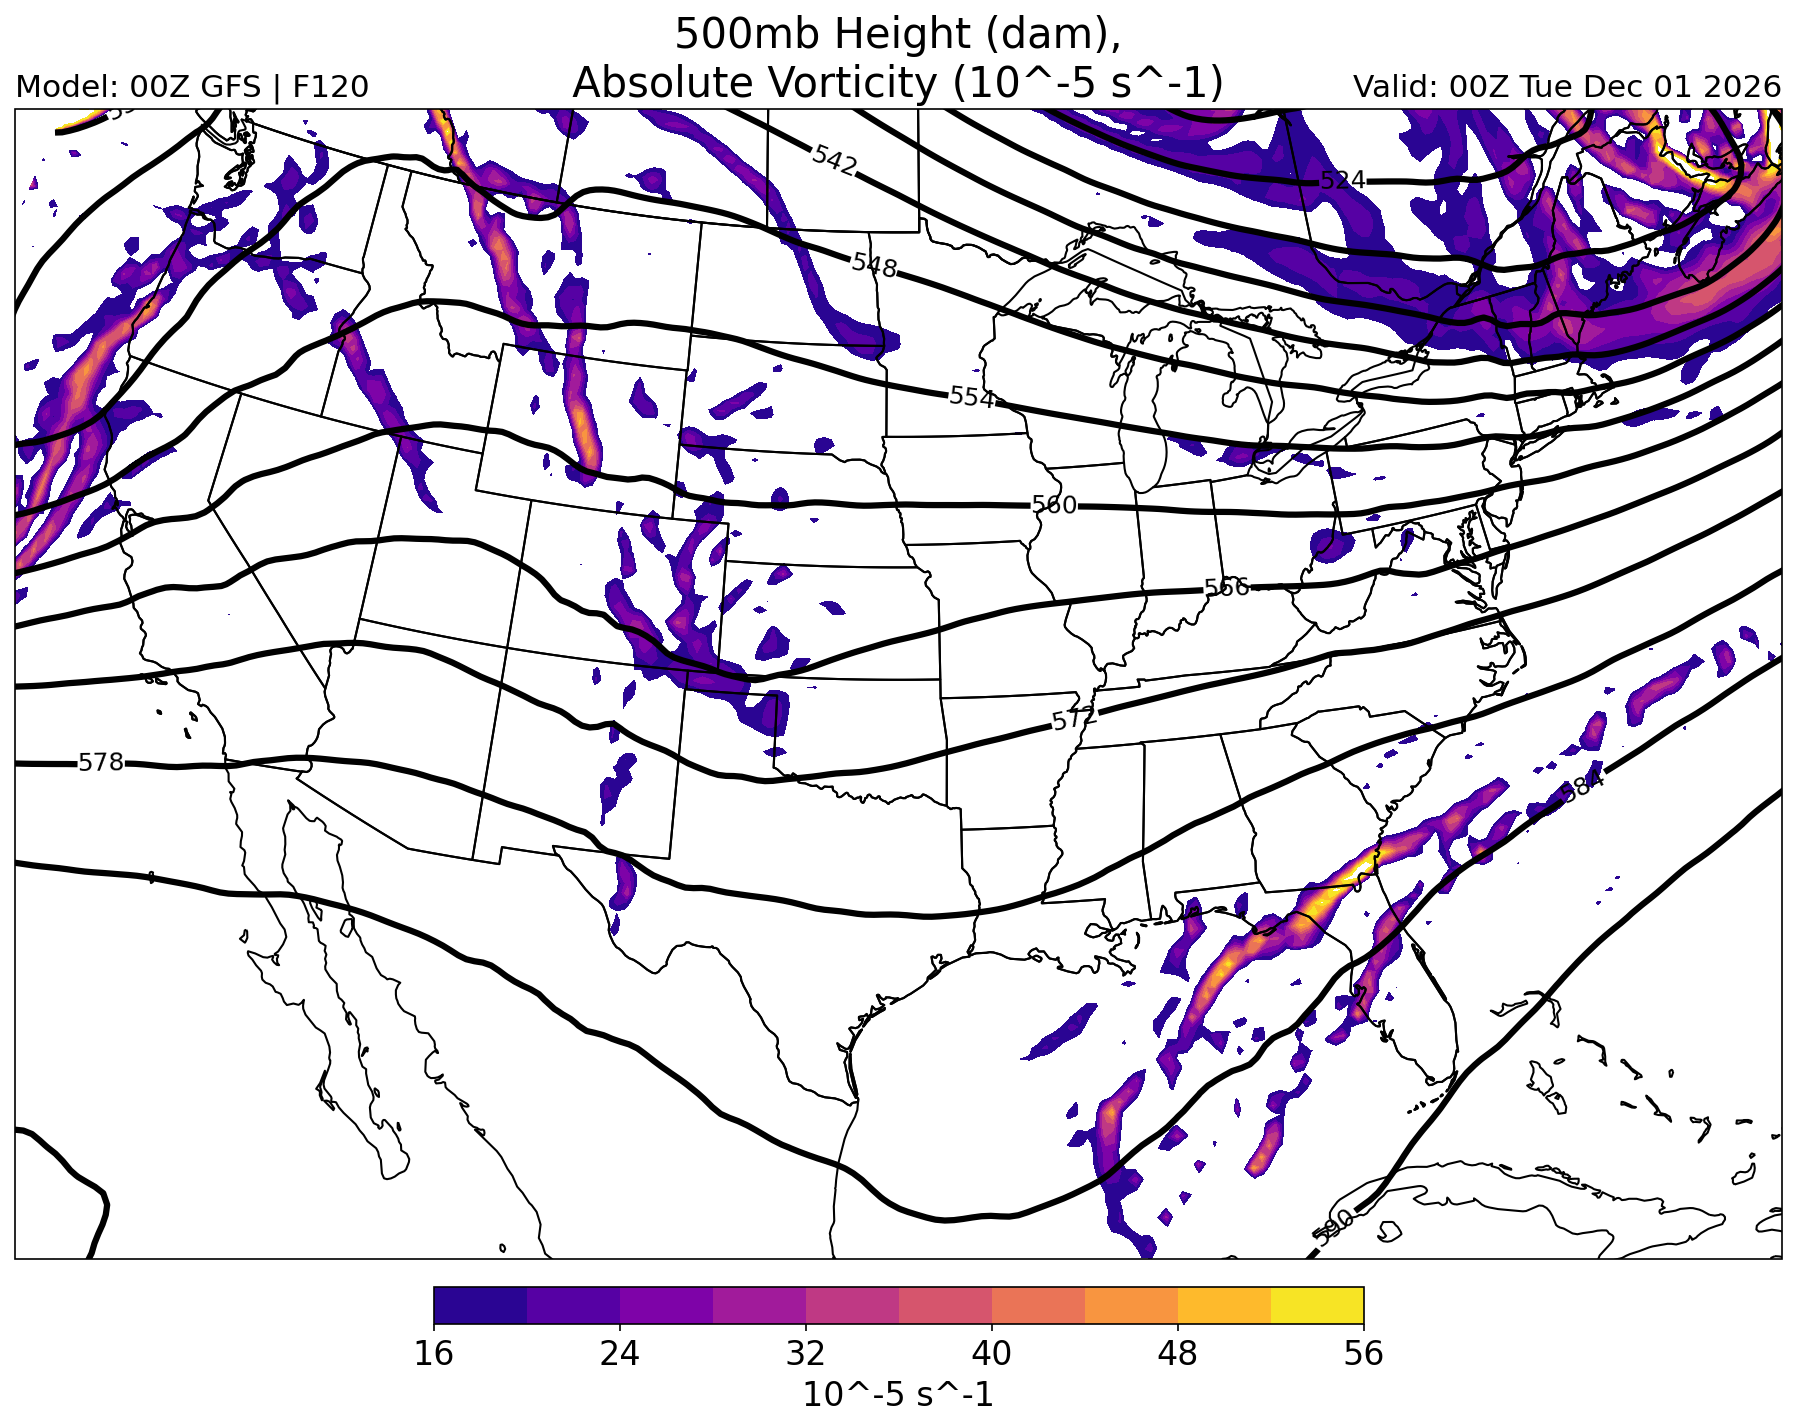 500mb Height (dam),
Absolute Vorticity (10^-5 s^-1)
Model: 00Z GFS | F120
Valid: 00Z Tue Dec 01 2026
542
524
548
554
560
566
572
578
584
590
16 24 32 40 48 56
10^-5 s^-1